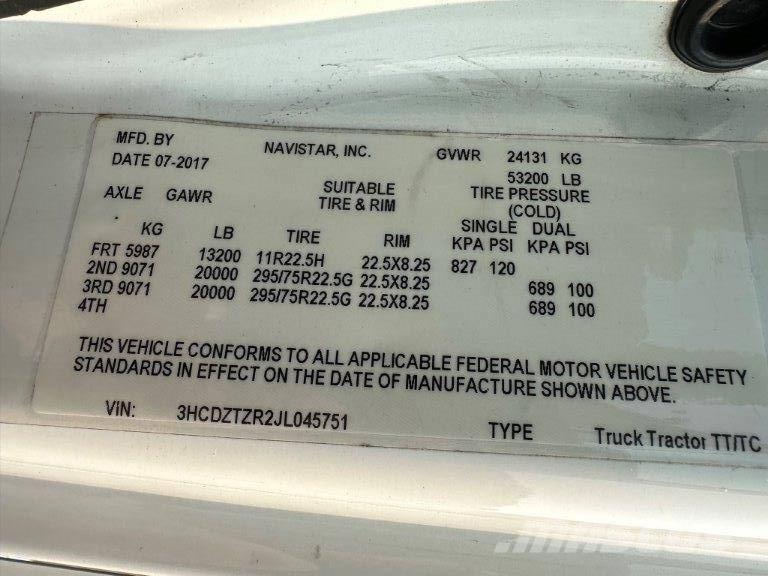 MFD. BY NAVISTAR, INC. GVWR 24131 KG
DATE 07-2017 53200 LB
AXLE GAWR SUITABLE TIRE PRESSURE
TIRE & RIM (COLD)
SINGLE DUAL
KG LB TIRE RIM KPA PSI KPA PSI
FRT 5987 13200 11R22.5H 22.5X8.25 827 120
2ND 9071 20000 295/75R22.5G 22.5X8.25 689 100
3RD 9071 20000 295/75R22.5G 22.5X8.25 689 100
4TH
THIS VEHICLE CONFORMS TO ALL APPLICABLE FEDERAL MOTOR VEHICLE SAFETY
STANDARDS IN EFFECT ON THE DATE OF MANUFACTURE SHOWN ABOVE.
VIN: 3HCDZTZR2JL045751 TYPE Truck Tractor TT/TC